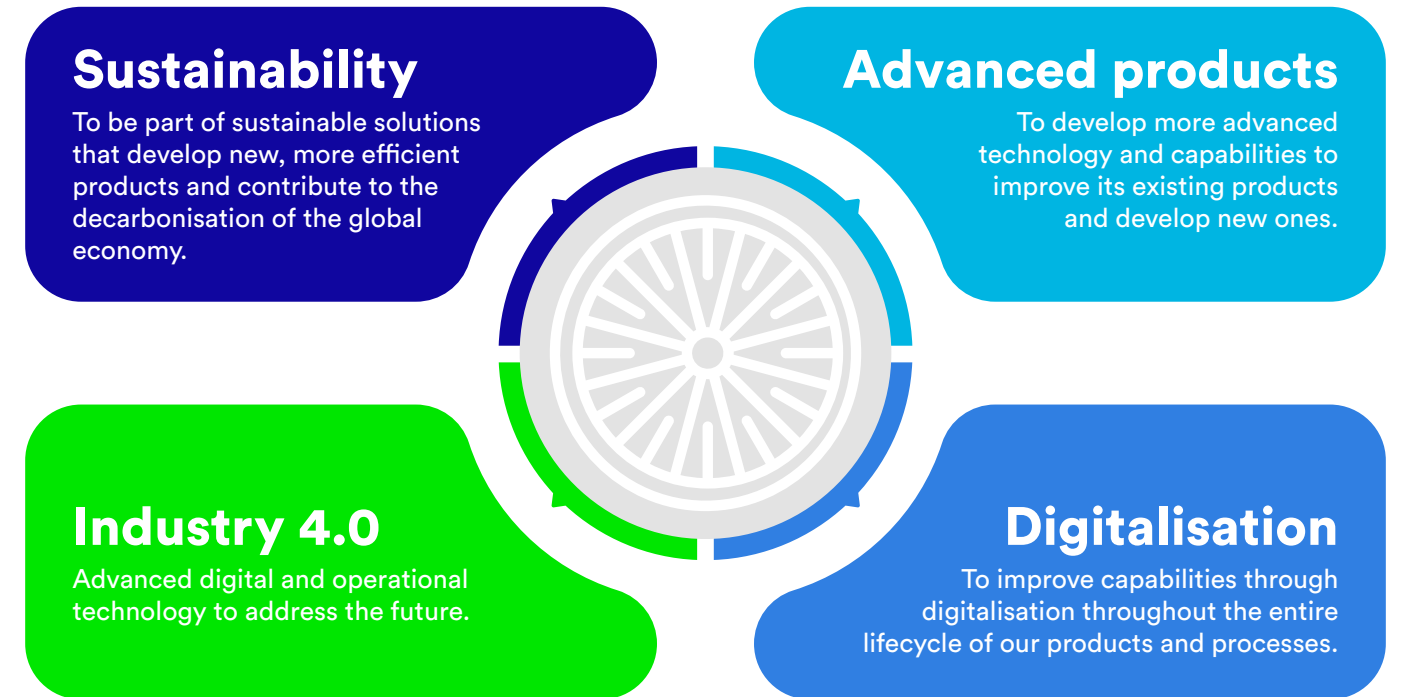 Sustainability
To be part of sustainable solutions
that develop new, more efficient
products and contribute to the
decarbonisation of the global
economy.
Advanced products
To develop more advanced
technology and capabilities to
improve its existing products
and develop new ones.
Industry 4.0
Advanced digital and operational
technology to address the future.
Digitalisation
To improve capabilities through
digitalisation throughout the entire
lifecycle of our products and processes.